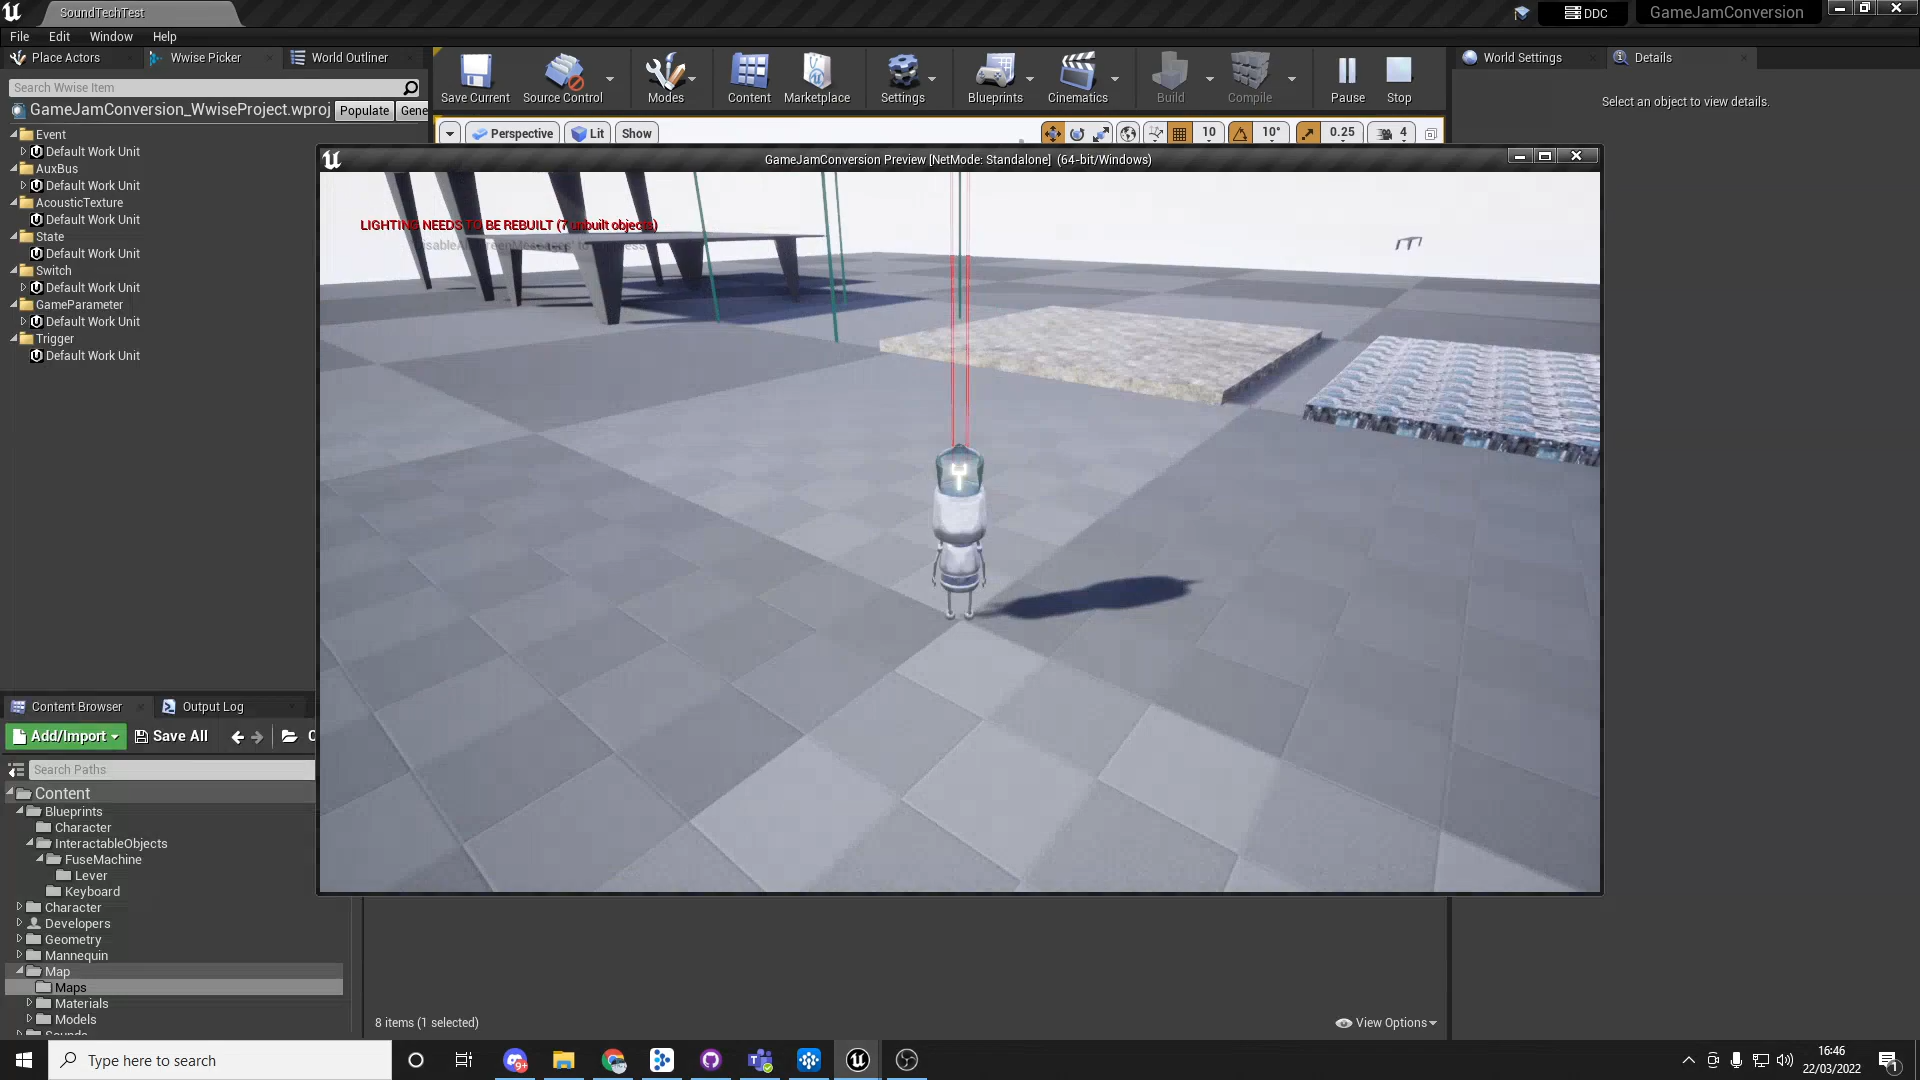 SoundTechTest
DDC
GameJamConversion
File Edit Window Help
Place Actors
Wwise Picker
World Outliner
Search Wwise Item
GameJamConversion_WwiseProject.wproj
Populate
Gene
Event
Default Work Unit
AuxBus
Default Work Unit
AcousticTexture
Default Work Unit
State
Default Work Unit
Switch
Default Work Unit
GameParameter
Default Work Unit
Trigger
Default Work Unit
Save Current
Source Control
Modes
Content
Marketplace
Settings
Blueprints
Cinematics
Build
Compile
Pause
Stop
Perspective
Lit
Show
10
10°
0.25
4
World Settings
Details
Select an object to view details.
GameJamConversion Preview [NetMode: Standalone] (64-bit/Windows)
LIGHTING NEEDS TO BE REBUILT (7 unbuilt objects)
Content Browser
Output Log
Add/Import
Save All
C
Search Paths
Content
Blueprints
Character
InteractableObjects
FuseMachine
Lever
Keyboard
Character
Developers
Geometry
Mannequin
Map
Maps
Materials
Models
8 items (1 selected)
View Options
Type here to search
9+
16:46
22/03/2022
1